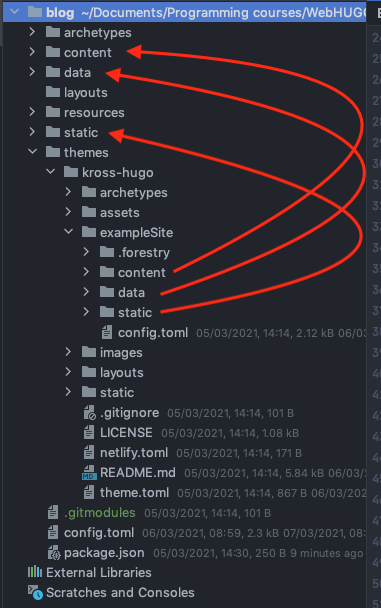 blog ~/Documents/Programming courses/WebHUGO
archetypes
content
data
layouts
resources
static
themes
kross-hugo
archetypes
assets
exampleSite
.forestry
content
data
static
config.toml 05/03/2021, 14:14, 2.12 kB 06/03
images
layouts
static
.gitignore 05/03/2021, 14:14, 101 B
LICENSE 05/03/2021, 14:14, 1.08 kB
netlify.toml 05/03/2021, 14:14, 171 B
README.md 05/03/2021, 14:14, 5.84 kB 06/03/
theme.toml 05/03/2021, 14:14, 867 B 06/03/202
.gitmodules 05/03/2021, 14:14, 101 B
config.toml 06/03/2021, 08:59, 2.3 kB 07/03/2021, 08:
package.json 05/03/2021, 14:30, 250 B 9 minutes ago
External Libraries
Scratches and Consoles